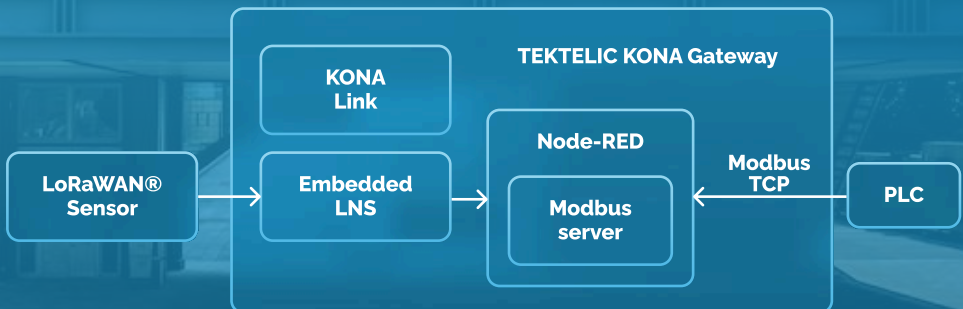 TEKTELIC KONA Gateway
KONA
Link
Node-RED
LoRaWAN®
Sensor
Embedded
LNS
Modbus
server
Modbus
TCP
PLC